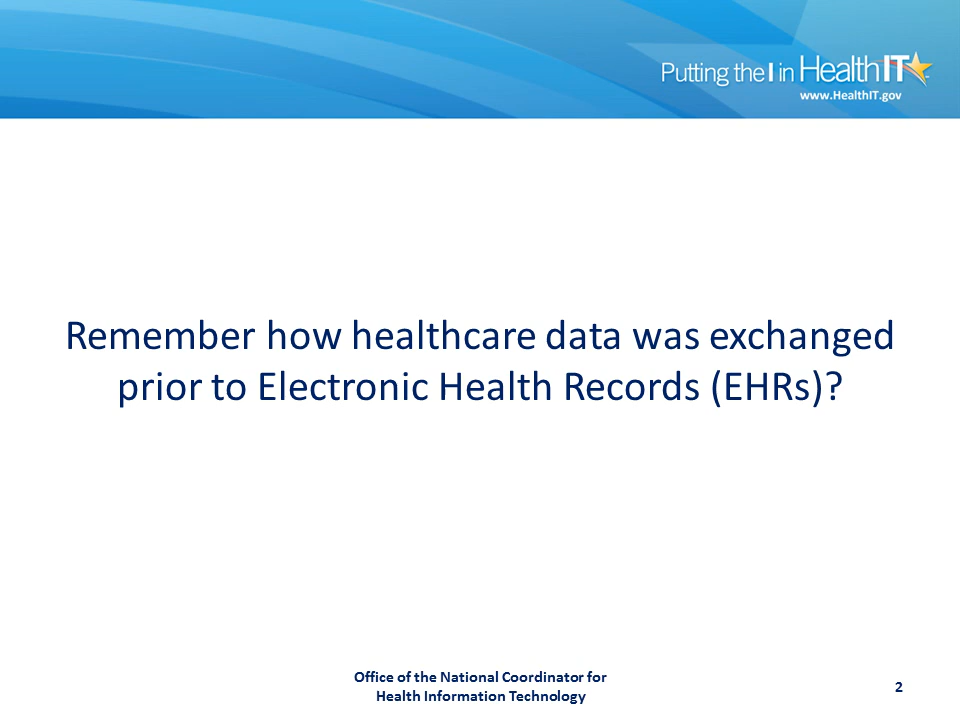 Putting the I in Health IT
www.HealthIT.gov
Remember how healthcare data was exchanged
prior to Electronic Health Records (EHRs)?
Office of the National Coordinator for
Health Information Technology
2